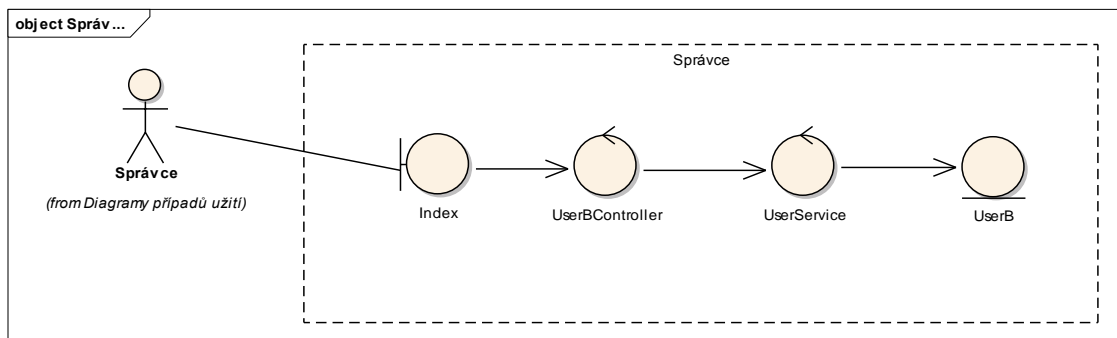 object Správ...
Správce
Správce
(from Diagramy případů užití)
Index
UserBController
UserService
UserB